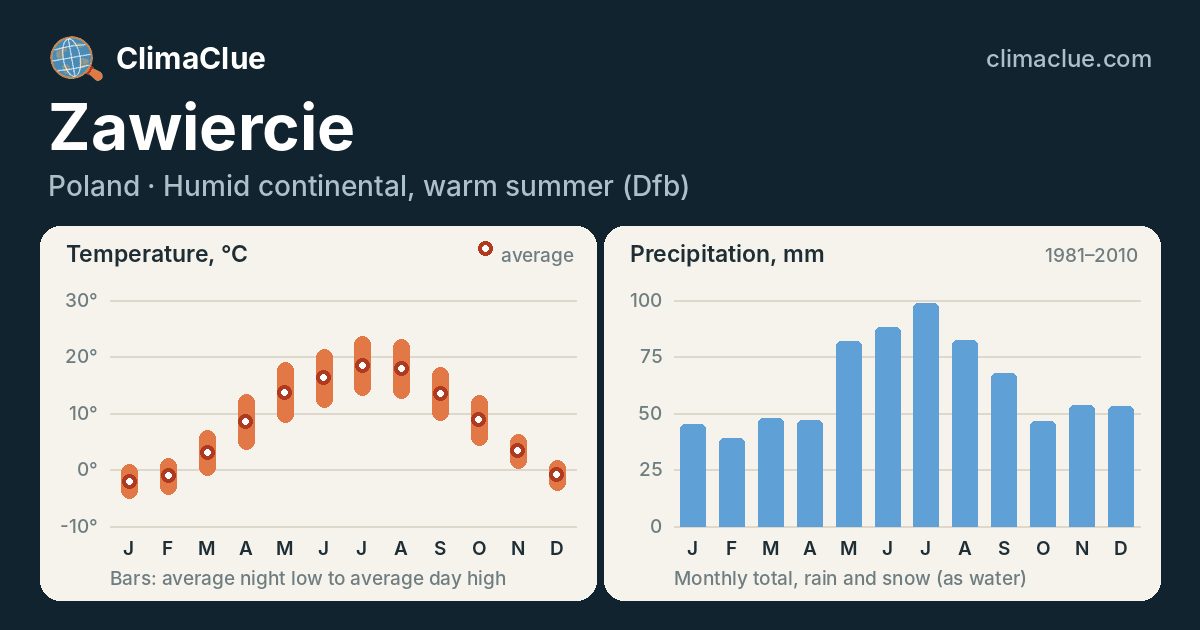 ClimaClue
climaclue.com
Zawiercie
Poland · Humid continental, warm summer (Dfb)
Temperature, °C
average
30°
20°
10°
0°
-10°
J F M A M J J A S O N D
Bars: average night low to average day high
Precipitation, mm
1981–2010
100
75
50
25
0
J F M A M J J A S O N D
Monthly total, rain and snow (as water)